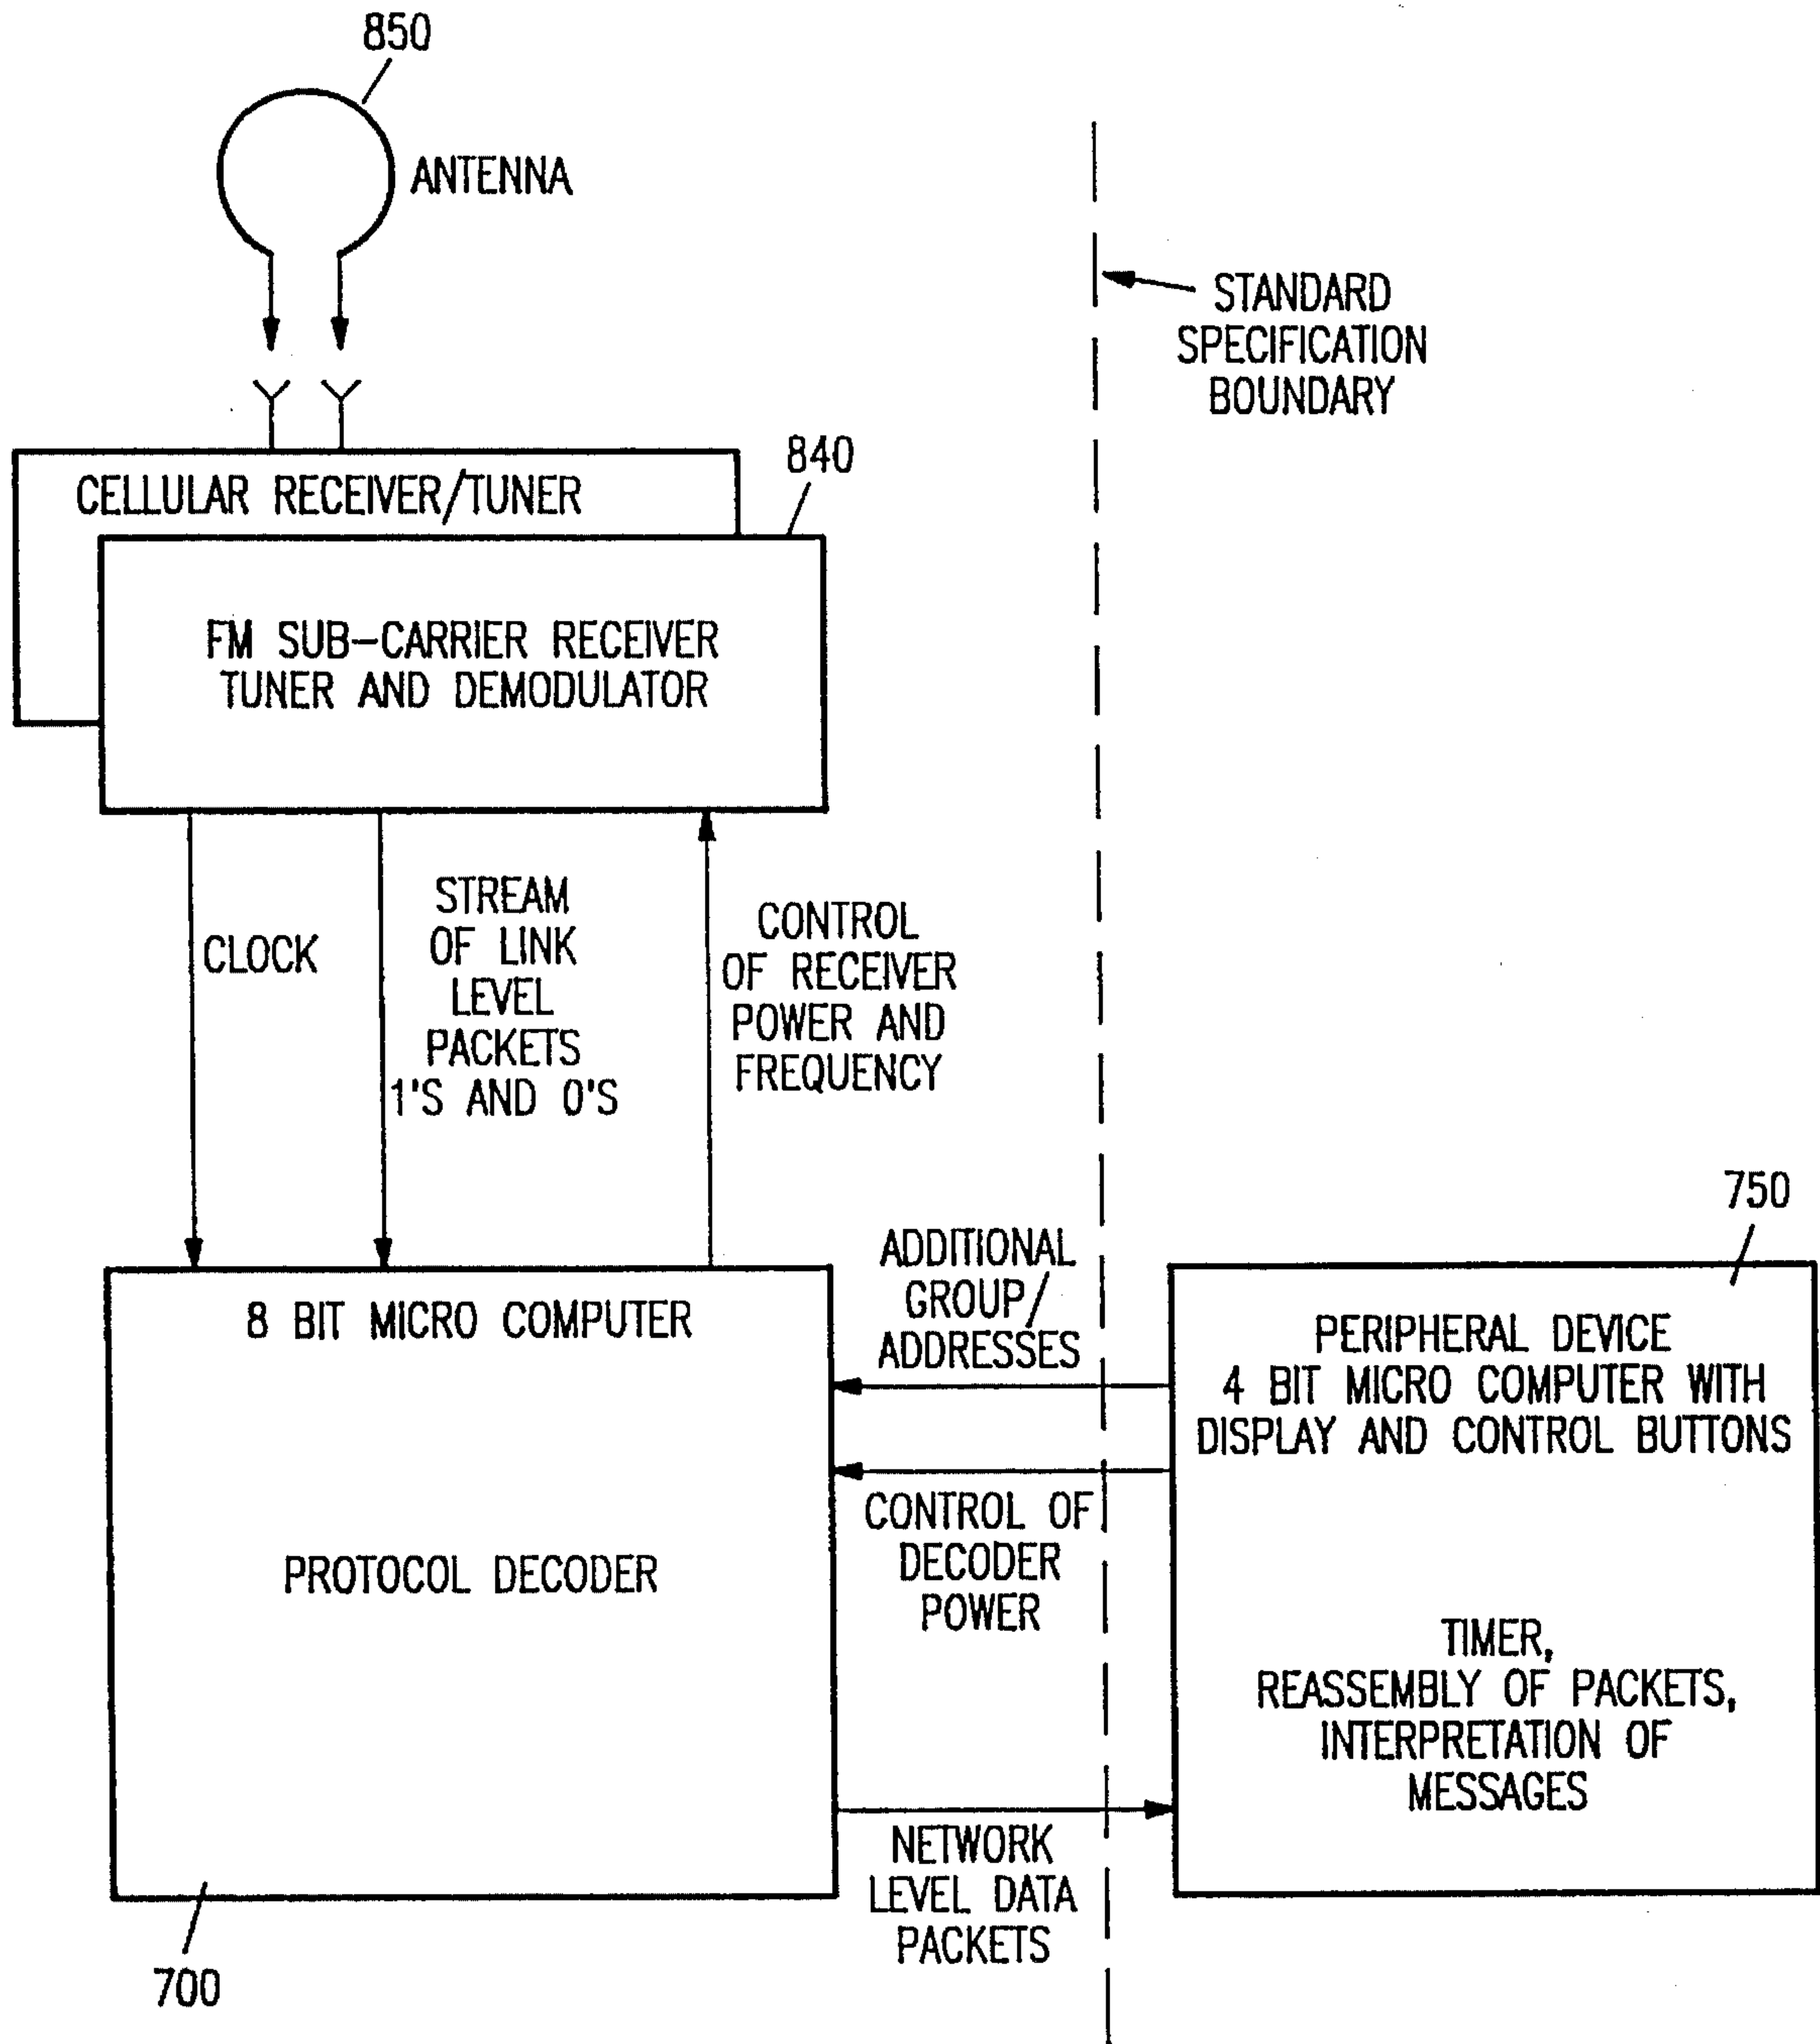 850
ANTENNA
STANDARD
SPECIFICATION
BOUNDARY
840
CELLULAR RECEIVER/TUNER
FM SUB-CARRIER RECEIVER
TUNER AND DEMODULATOR
CLOCK
STREAM
OF LINK
LEVEL
PACKETS
1'S AND 0'S
CONTROL
OF RECEIVER
POWER AND
FREQUENCY
750
ADDITIONAL
GROUP/
ADDRESSES
8 BIT MICRO COMPUTER
PROTOCOL DECODER
CONTROL OF
DECODER
POWER
PERIPHERAL DEVICE
4 BIT MICRO COMPUTER WITH
DISPLAY AND CONTROL BUTTONS
TIMER,
REASSEMBLY OF PACKETS,
INTERPRETATION OF
MESSAGES
NETWORK
LEVEL DATA
PACKETS
700